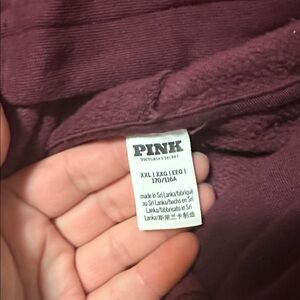 PINK
VICTORIA'S SECRET
XXL | XXG | EEG |
170/116A
made in Sri Lanka/fabriqué
au Sri Lanka/hecho en Sri
Lanka/fabbricato in Sri
Lanka/斯里兰卡制造